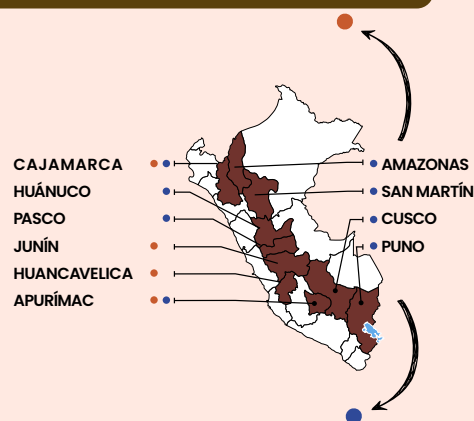 CAJAMARCA
HUÁNUCO
PASCO
JUNÍN
HUANCAVELICA
APURÍMAC
AMAZONAS
SAN MARTÍN
CUSCO
PUNO